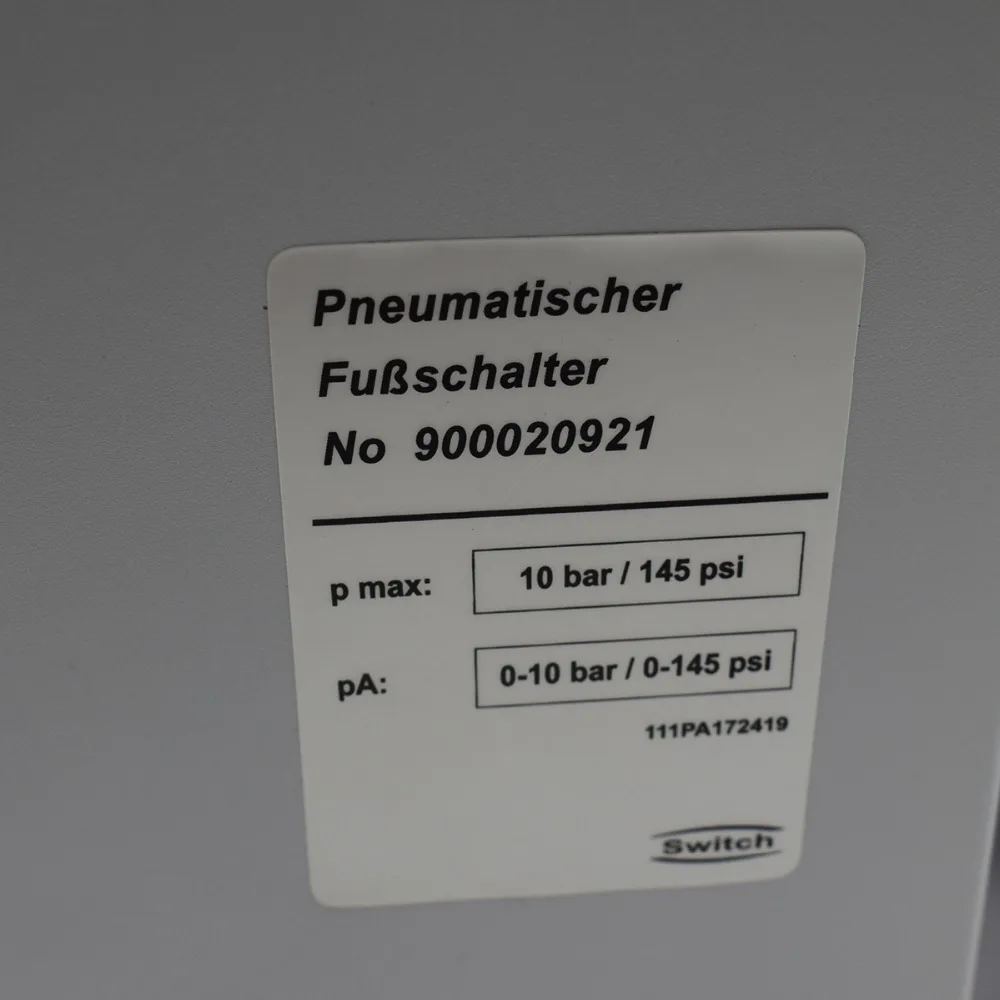 Pneumatischer
Fußschalter
No 900020921
p max: 10 bar / 145 psi
pA: 0-10 bar / 0-145 psi
111PA172419
Switch